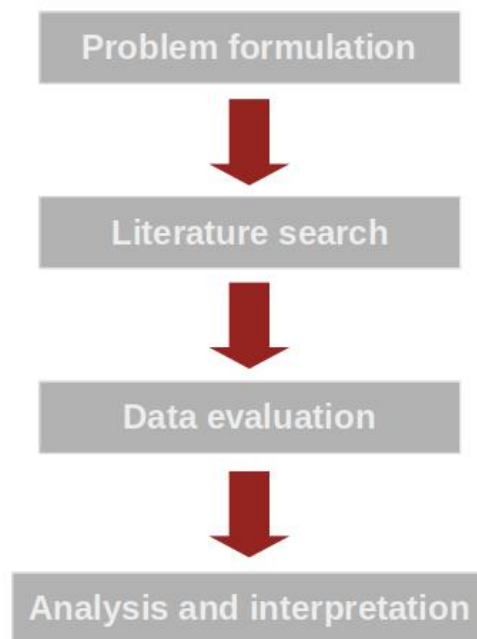 Problem formulation
Literature search
Data evaluation
Analysis and interpretation